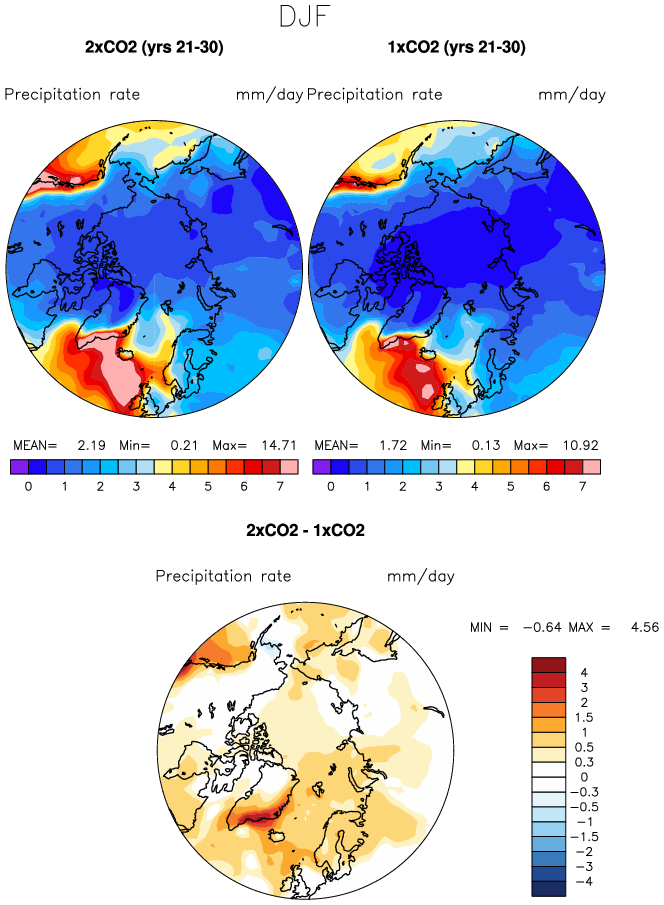 DJF
2xCO2 (yrs 21-30) 1xCO2 (yrs 21-30)
Precipitation rate mm/day Precipitation rate mm/day
MEAN= 2.19 Min= 0.21 Max= 14.71 MEAN= 1.72 Min= 0.13 Max= 10.92
0 1 2 3 4 5 6 7 0 1 2 3 4 5 6 7
2xCO2 - 1xCO2
Precipitation rate mm/day
MIN = -0.64 MAX = 4.56
4
3
2
1.5
1
0.5
0.3
0
-0.3
-0.5
-1
-1.5
-2
-3
-4